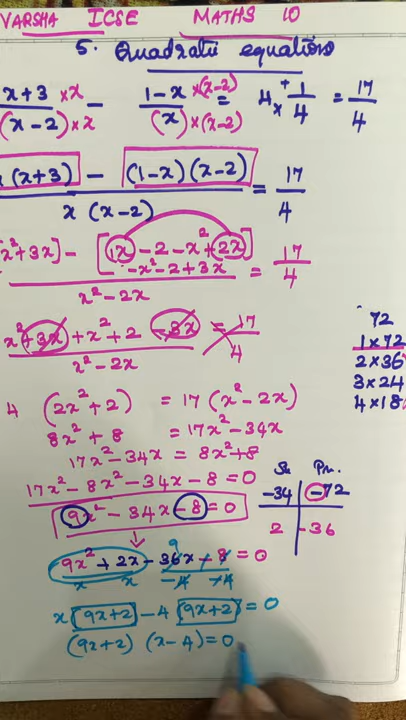 VARSHA ICSE MATHS 10
5. Quadratic equations
x+3 ×x / (x-2) ×x - 1-x ×(x-2) / (x) ×(x-2) = 4 + 1 / × 4 = 17/4
(x+3) - (1-x)(x-2) / x(x-2) = 17/4
x²+3x] - [1x-2-x²+2x]
-x²-2+3x / x²-2x = 17/4
x²+3x+x²+2-3x / x²-2x = 17/4
4 (2x²+2) = 17(x²-2x)
8x²+8 = 17x²-34x
17x²-34x = 8x²+8
17x²-8x²-34x-8=0
9x²-34x-8=0
9x²+2x-36x-8=0
9
x x -4 -4
x(9x+2)-4(9x+2)=0
(9x+2) (x-4)=0
72
1×72
2×36
3×24
4×18
Su Pr.
-34 -72
2 -36